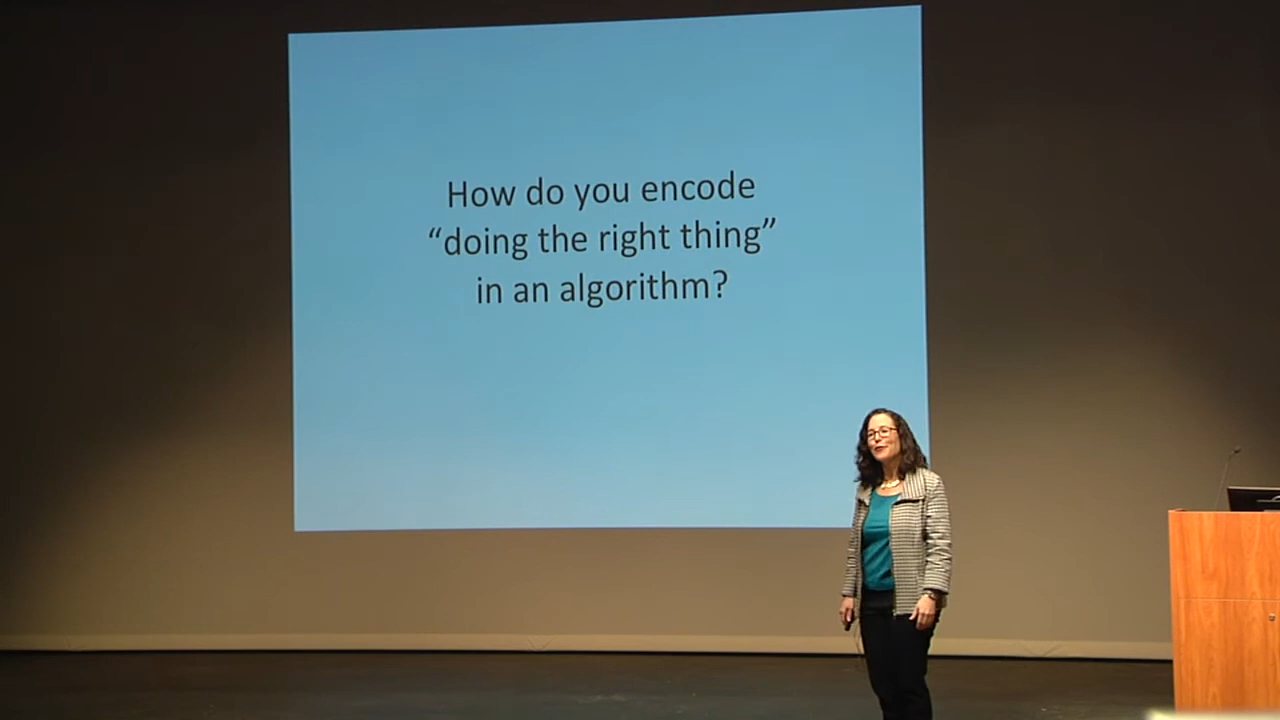 How do you encode
“doing the right thing”
in an algorithm?